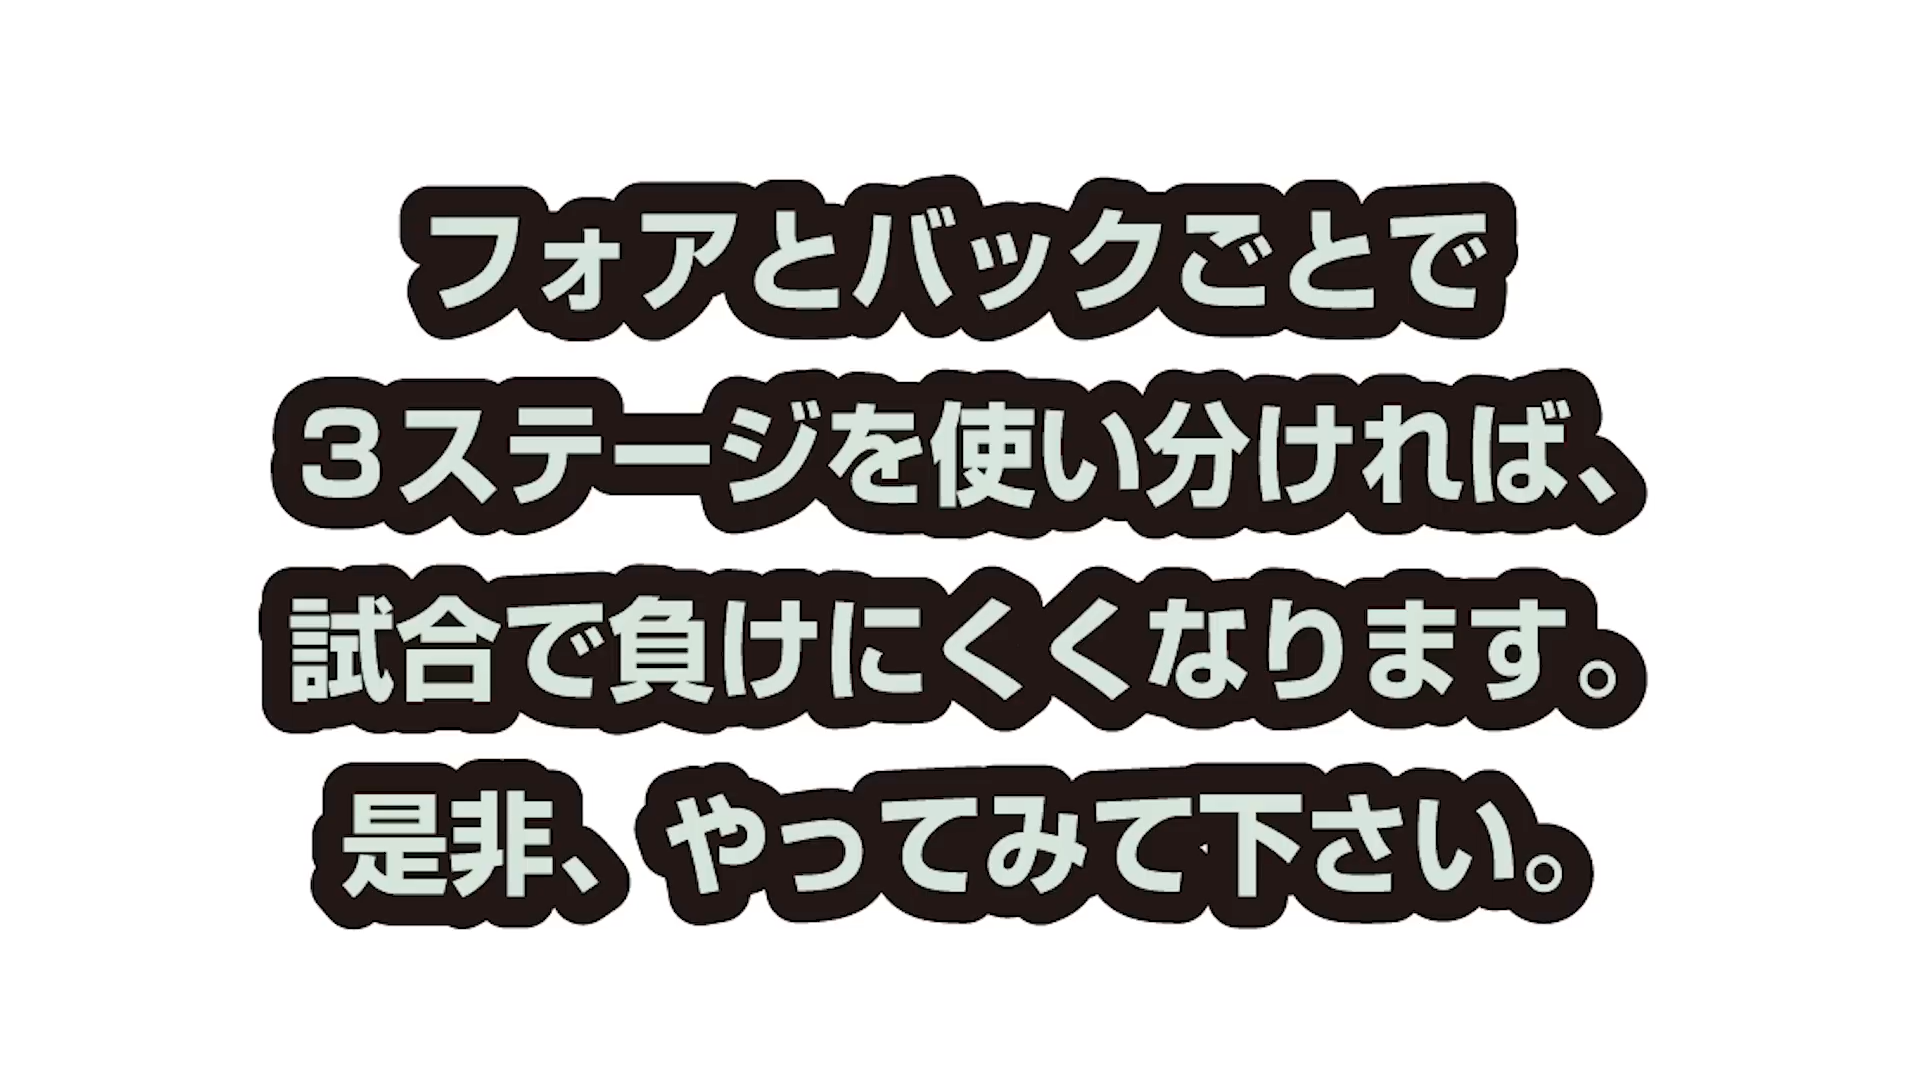 フォアとバックごとで
３ステージを使い分ければ、
試合で負けにくくなります。
是非、やってみて下さい。